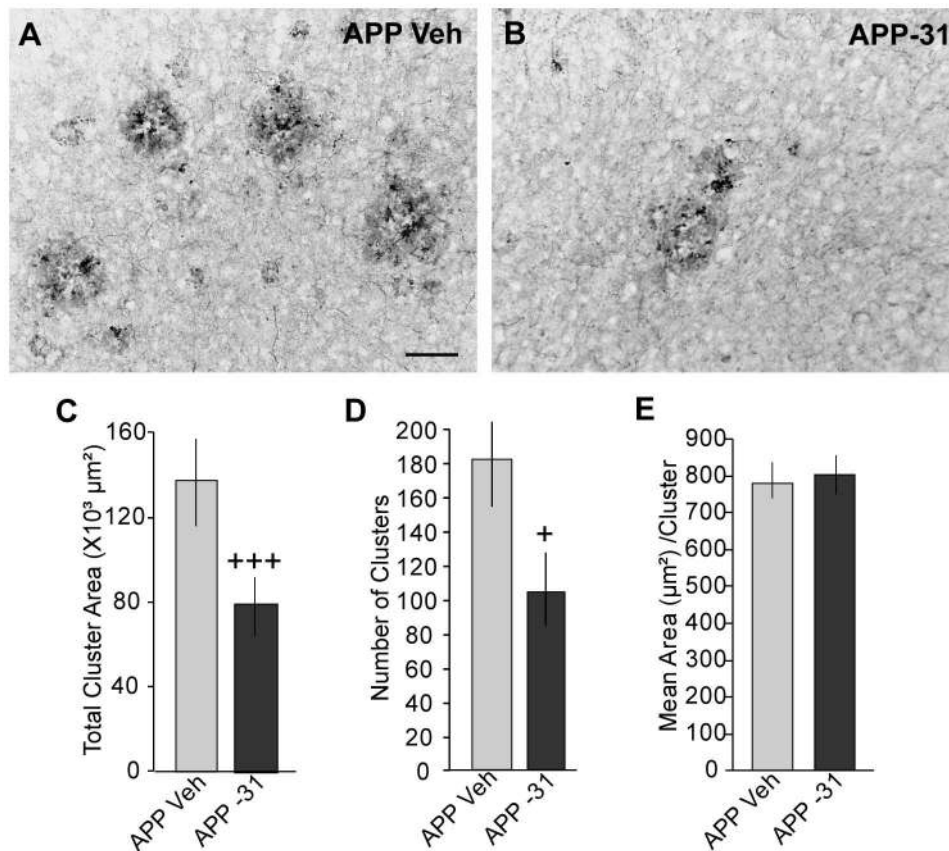 A APP Veh
B APP-31
C
Total Cluster Area (X10³ µm²)
160
120
80
40
0
+++
APP Veh
APP -31
D
Number of Clusters
200
180
160
140
120
100
80
60
40
20
0
+
APP Veh
APP -31
E
Mean Area (µm²) /Cluster
900
800
700
600
500
400
300
200
100
0
APP Veh
APP -31